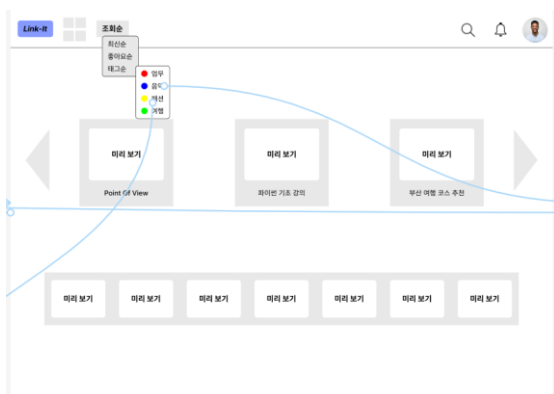 Link-It
조회순
최신순
좋아요순
태그순
업무
음악
패션
여행
미리 보기
미리 보기
미리 보기
Point Of View
파이썬 기초 강의
부산 여행 코스 추천
미리 보기
미리 보기
미리 보기
미리 보기
미리 보기
미리 보기
미리 보기